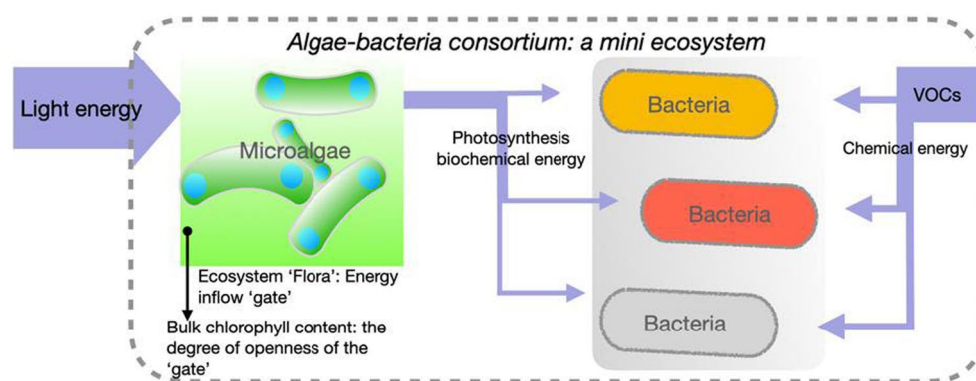 Algae-bacteria consortium: a mini ecosystem
Light energy
Microalgae
Photosynthesis
biochemical energy
Bacteria
Bacteria
Bacteria
VOCs
Chemical energy
Ecosystem 'Flora': Energy
inflow 'gate'
Bulk chlorophyll content: the
degree of openness of the
'gate'